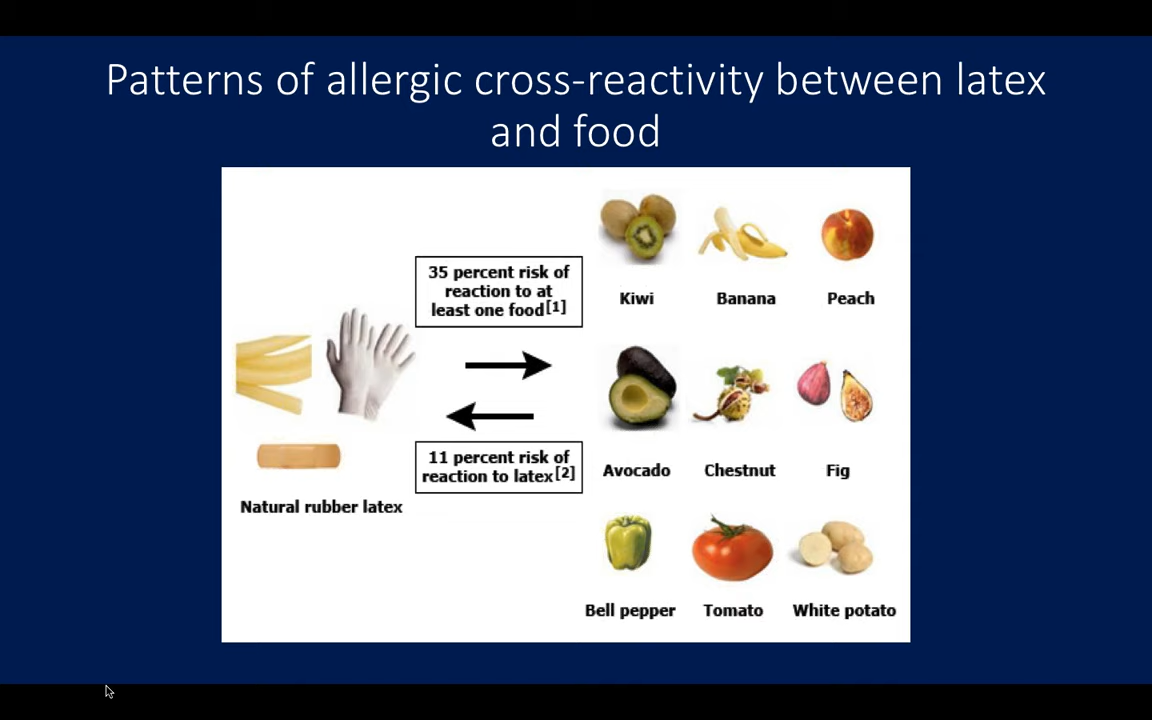 Patterns of allergic cross-reactivity between latex
and food
35 percent risk of
reaction to at
least one food[1]
11 percent risk of
reaction to latex[2]
Natural rubber latex
Kiwi
Banana
Peach
Avocado
Chestnut
Fig
Bell pepper
Tomato
White potato